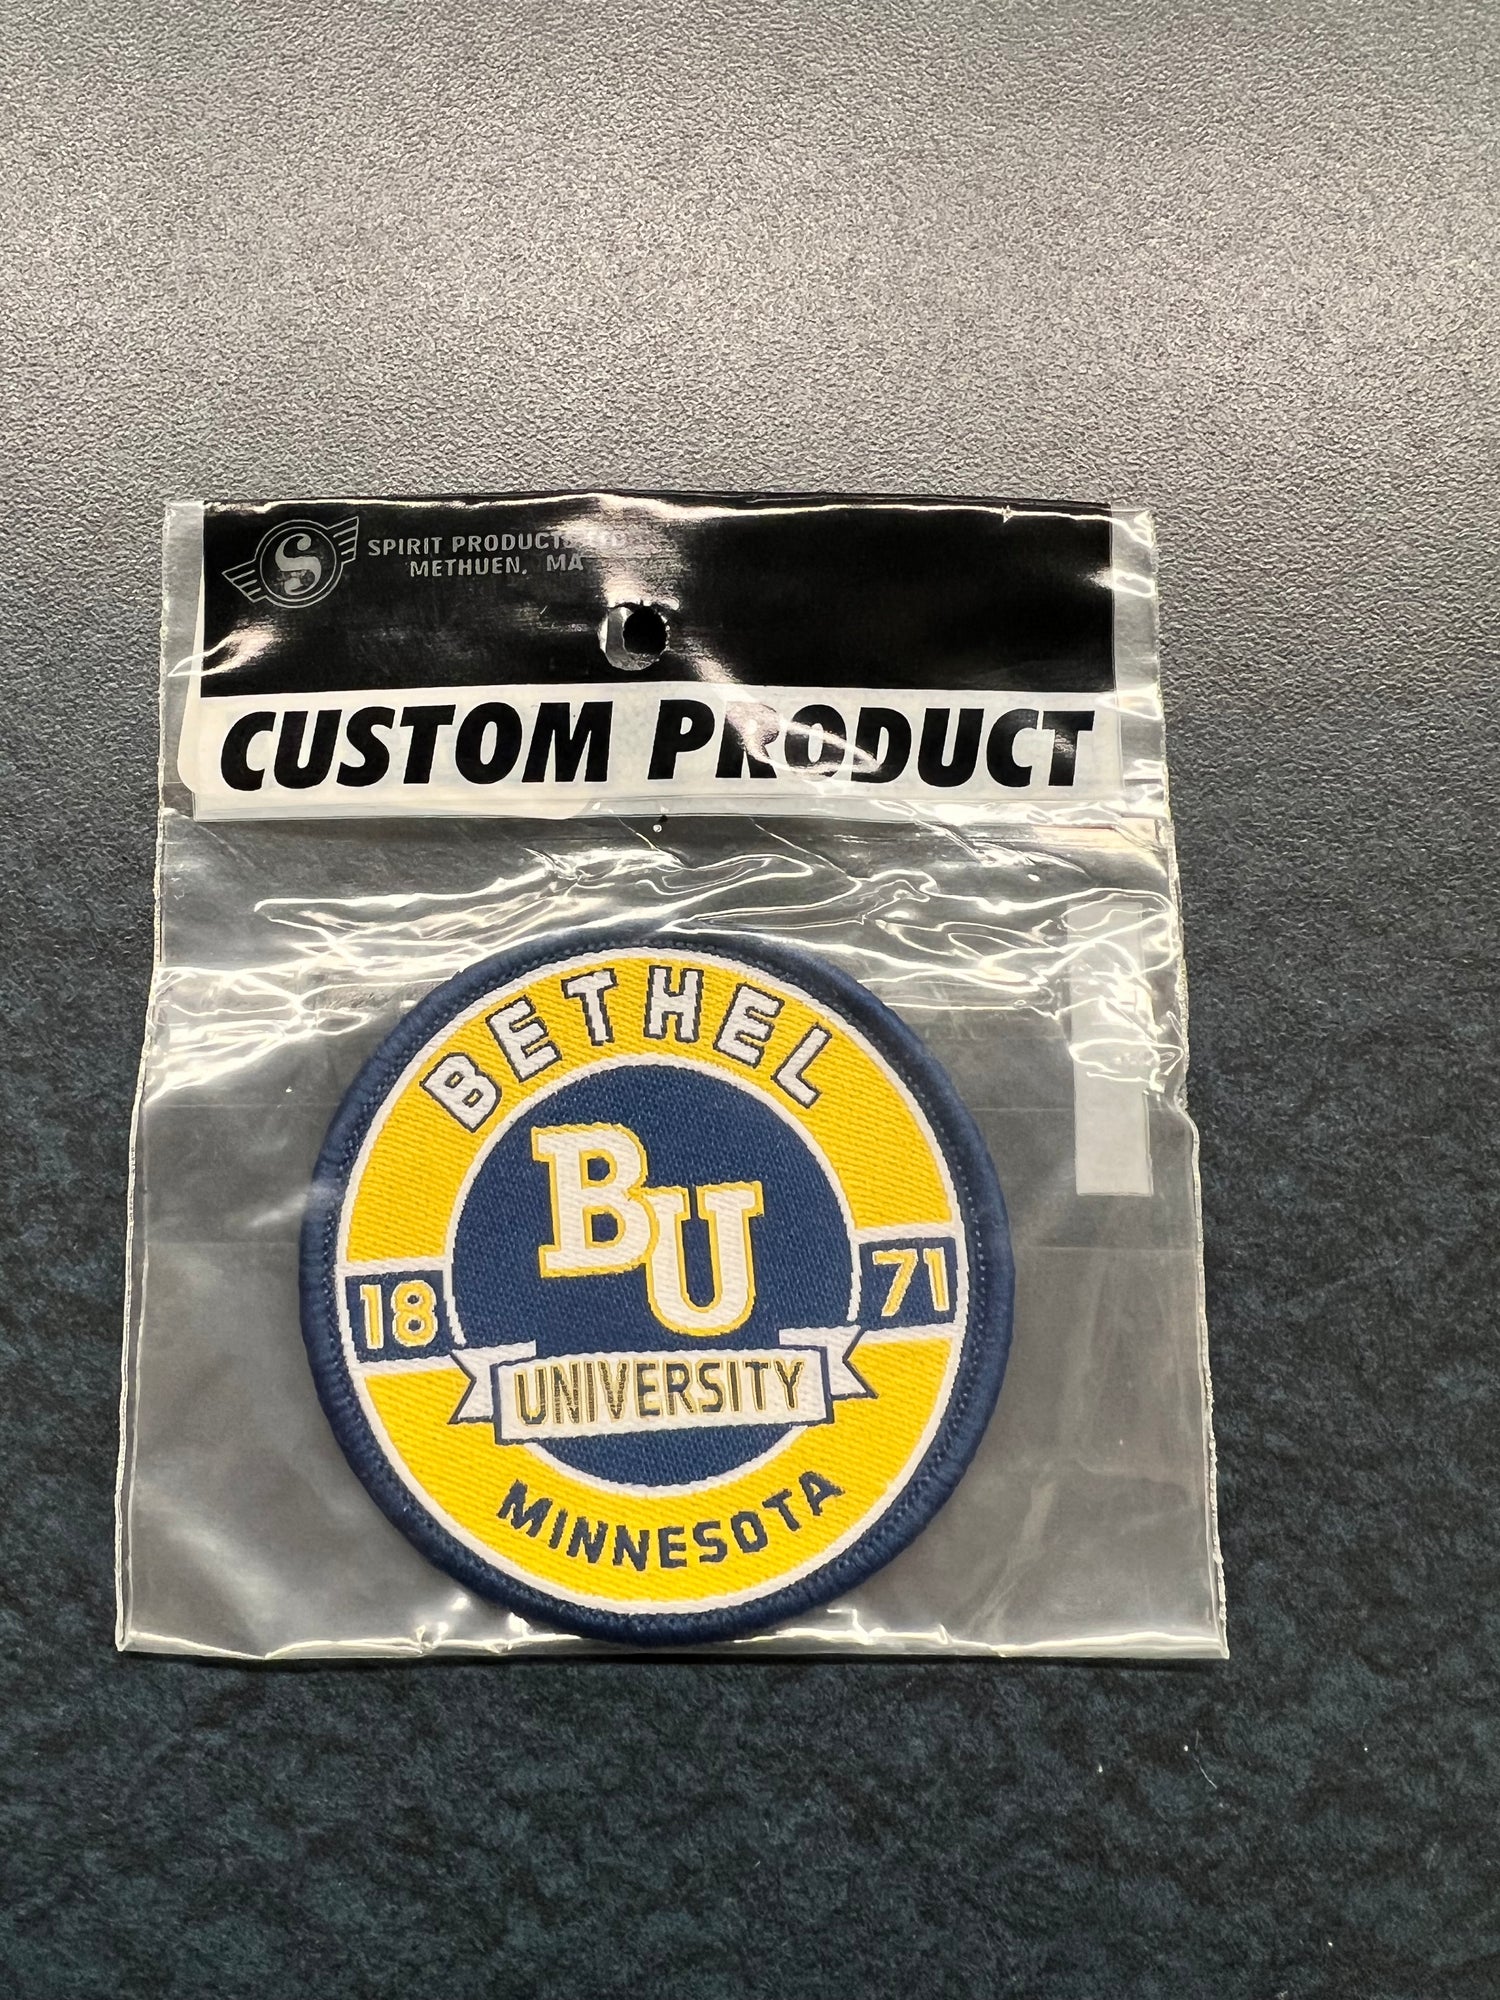 S
SPIRIT PRODUCTS
METHUEN, MA
CUSTOM PRODUCT
BETHEL
BU
18 71
UNIVERSITY
MINNESOTA